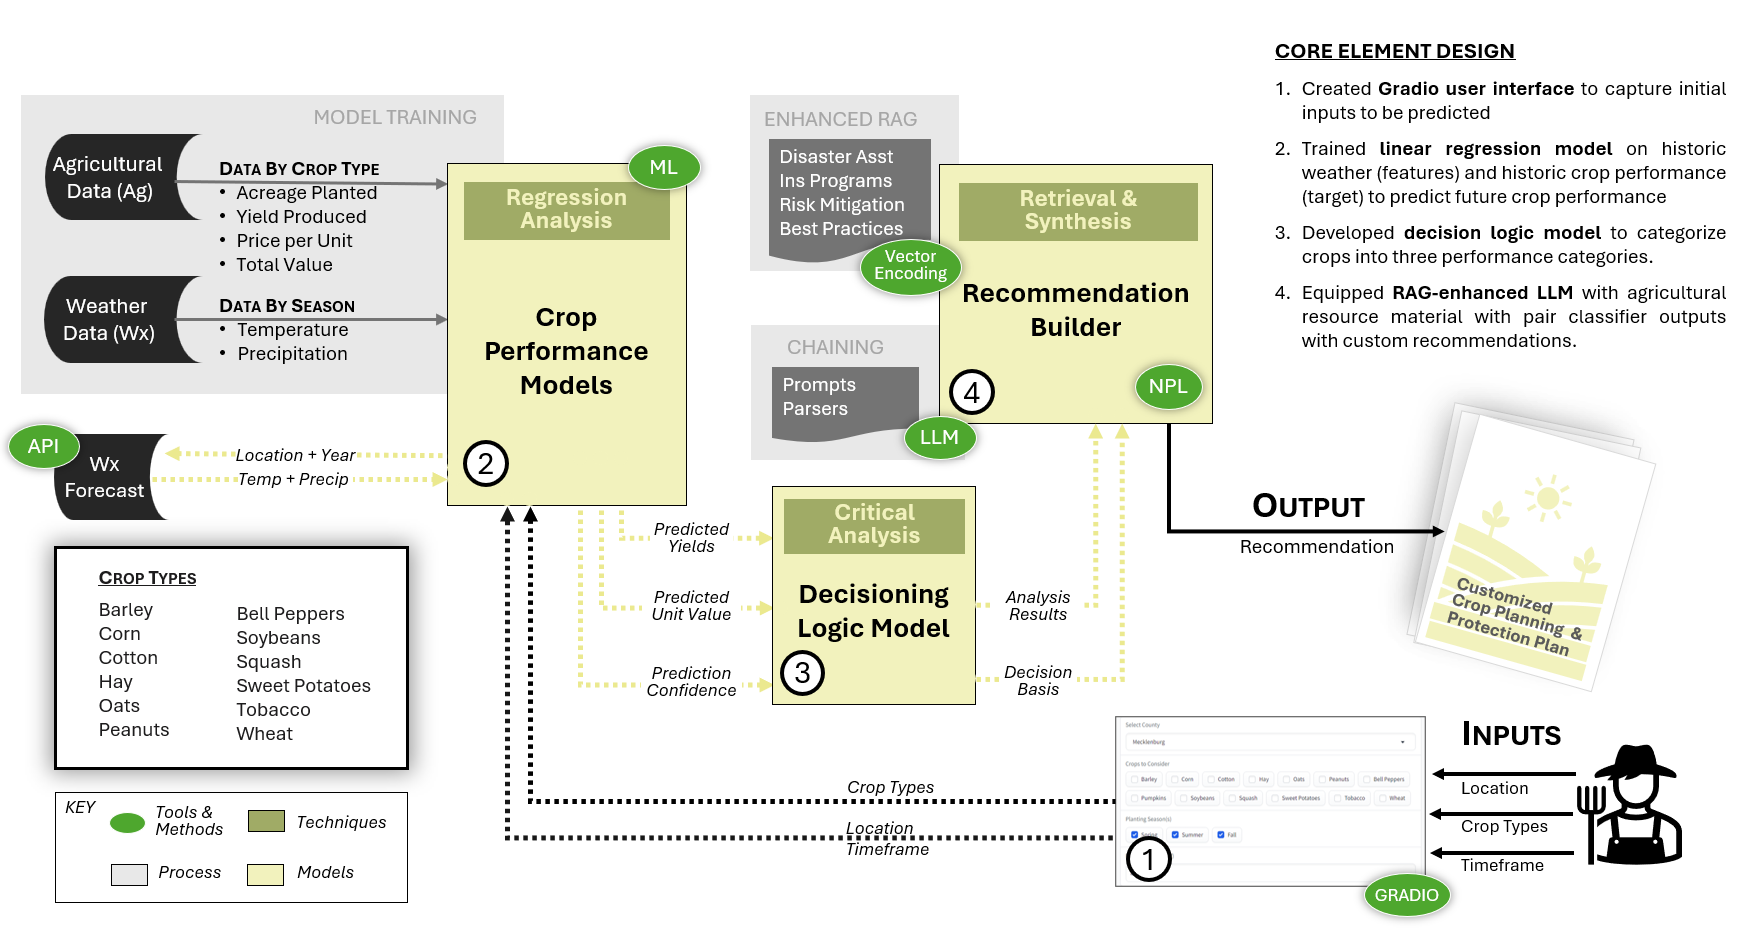 CORE ELEMENT DESIGN
1. Created Gradio user interface to capture initial
inputs to be predicted
2. Trained linear regression model on historic
weather (features) and historic crop performance
(target) to predict future crop performance
3. Developed decision logic model to categorize
crops into three performance categories.
4. Equipped RAG-enhanced LLM with agricultural
resource material with pair classifier outputs
with custom recommendations.
MODEL TRAINING
Agricultural
Data (Ag)
DATA BY CROP TYPE
• Acreage Planted
• Yield Produced
• Price per Unit
• Total Value
Weather
Data (Wx)
DATA BY SEASON
• Temperature
• Precipitation
ML
Regression
Analysis
Crop
Performance
Models
2
API
Wx
Forecast
Location + Year
Temp + Precip
ENHANCED RAG
Disaster Asst
Ins Programs
Risk Mitigation
Best Practices
Vector
Encoding
CHAINING
Prompts
Parsers
LLM
Retrieval &
Synthesis
Recommendation
Builder
4
NPL
Predicted
Yields
Predicted
Unit Value
Prediction
Confidence
Critical
Analysis
Decisioning
Logic Model
3
Analysis
Results
Decision
Basis
OUTPUT
Recommendation
Customized
Crop Planning &
Protection Plan
CROP TYPES
Barley
Corn
Cotton
Hay
Oats
Peanuts
Bell Peppers
Soybeans
Squash
Sweet Potatoes
Tobacco
Wheat
KEY
Tools &
Methods
Techniques
Process
Models
Crop Types
Location
Timeframe
Select County
Mecklenburg
Crops to Consider
Barley Corn Cotton Hay Oats Peanuts Bell Peppers
Pumpkins Soybeans Squash Sweet Potatoes Tobacco Wheat
Planting Season(s)
Spring Summer Fall
1
GRADIO
INPUTS
Location
Crop Types
Timeframe